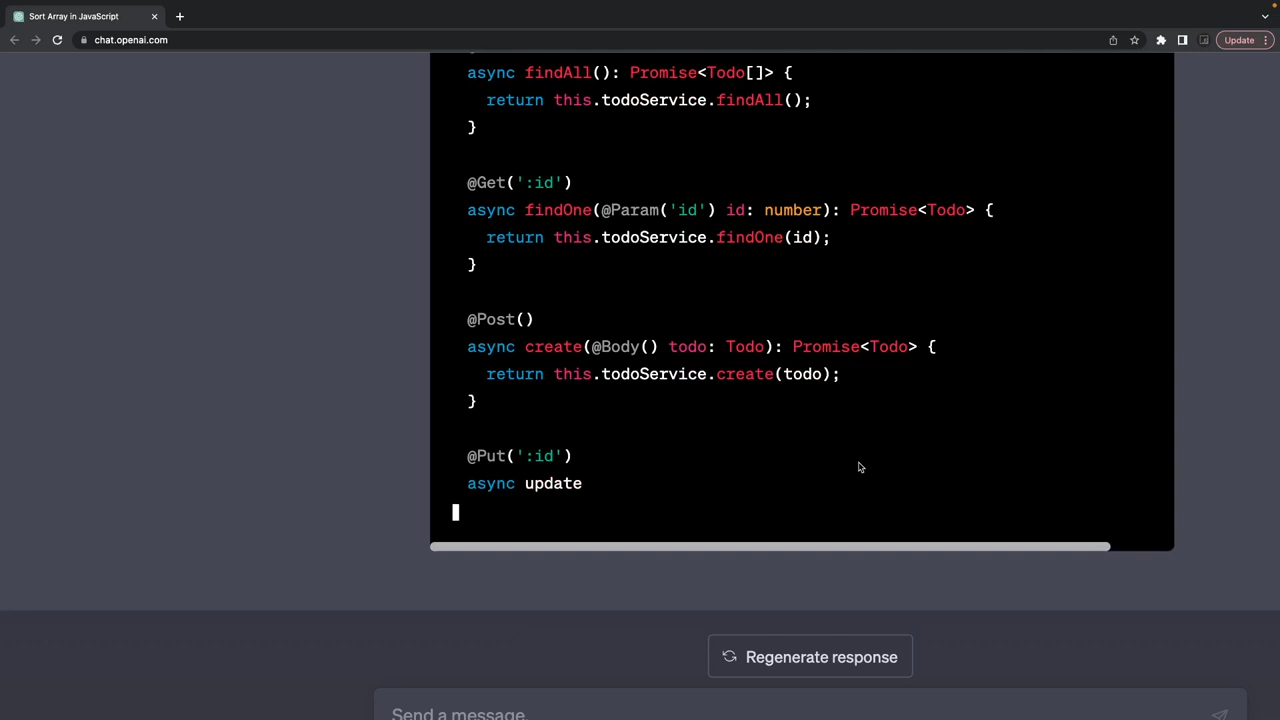 Sort Array in JavaScript
chat.openai.com
Update
async findAll(): Promise<Todo[]> {
return this.todoService.findAll();
}
@Get(':id')
async findOne(@Param('id') id: number): Promise<Todo> {
return this.todoService.findOne(id);
}
@Post()
async create(@Body() todo: Todo): Promise<Todo> {
return this.todoService.create(todo);
}
@Put(':id')
async update
Regenerate response
Send a message.